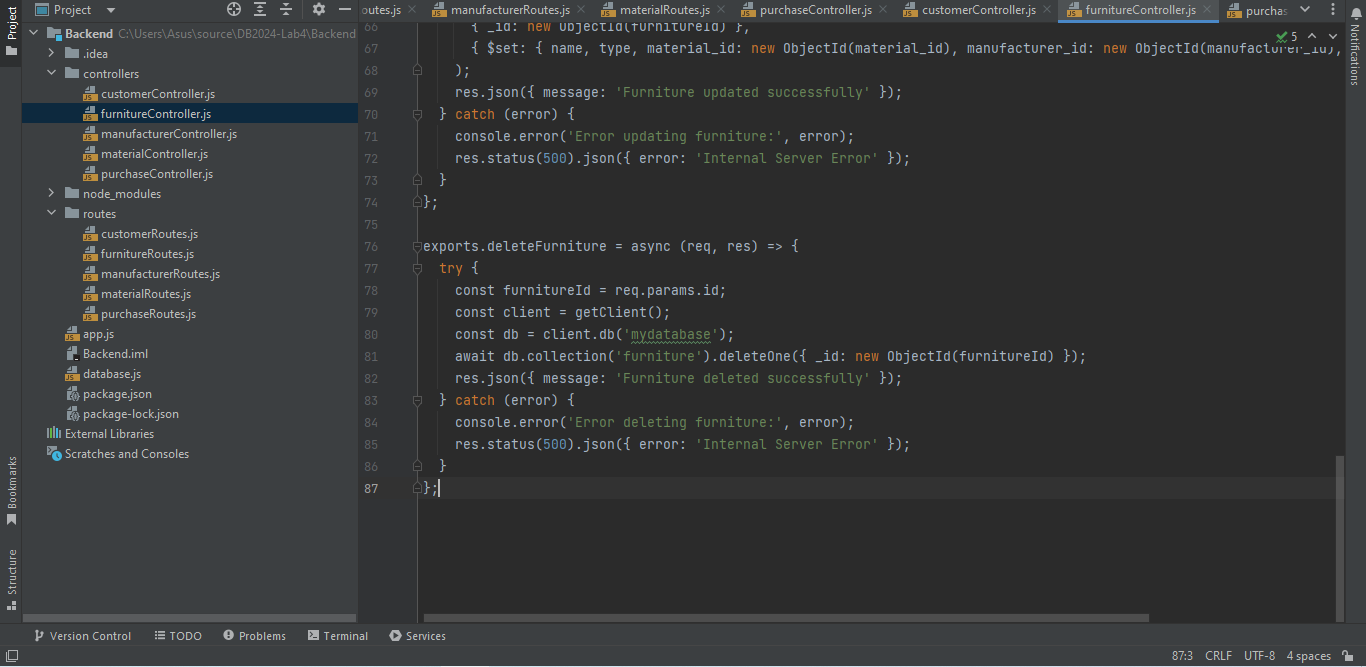 Project
outes.js
manufacturerRoutes.js
materialRoutes.js
purchaseController.js
customerController.js
furnitureController.js
purchas
Project
Backend C:\Users\Asus\source\DB2024-Lab4\Backend
.idea
controllers
customerController.js
furnitureController.js
manufacturerController.js
materialController.js
purchaseController.js
node_modules
routes
customerRoutes.js
furnitureRoutes.js
manufacturerRoutes.js
materialRoutes.js
purchaseRoutes.js
app.js
Backend.iml
database.js
package.json
package-lock.json
External Libraries
Scratches and Consoles
66 { _id: new ObjectId(furnitureId) },
67 { $set: { name, type, material_id: new ObjectId(material_id), manufacturer_id: new ObjectId(manufacturer_id),
68 );
69 res.json({ message: 'Furniture updated successfully' });
70 } catch (error) {
71 console.error('Error updating furniture:', error);
72 res.status(500).json({ error: 'Internal Server Error' });
73 }
74 };
75
76 exports.deleteFurniture = async (req, res) => {
77 try {
78 const furnitureId = req.params.id;
79 const client = getClient();
80 const db = client.db('mydatabase');
81 await db.collection('furniture').deleteOne({ _id: new ObjectId(furnitureId) });
82 res.json({ message: 'Furniture deleted successfully' });
83 } catch (error) {
84 console.error('Error deleting furniture:', error);
85 res.status(500).json({ error: 'Internal Server Error' });
86 }
87 };
5
Notifications
Bookmarks
Structure
Version Control
TODO
Problems
Terminal
Services
87:3 CRLF UTF-8 4 spaces